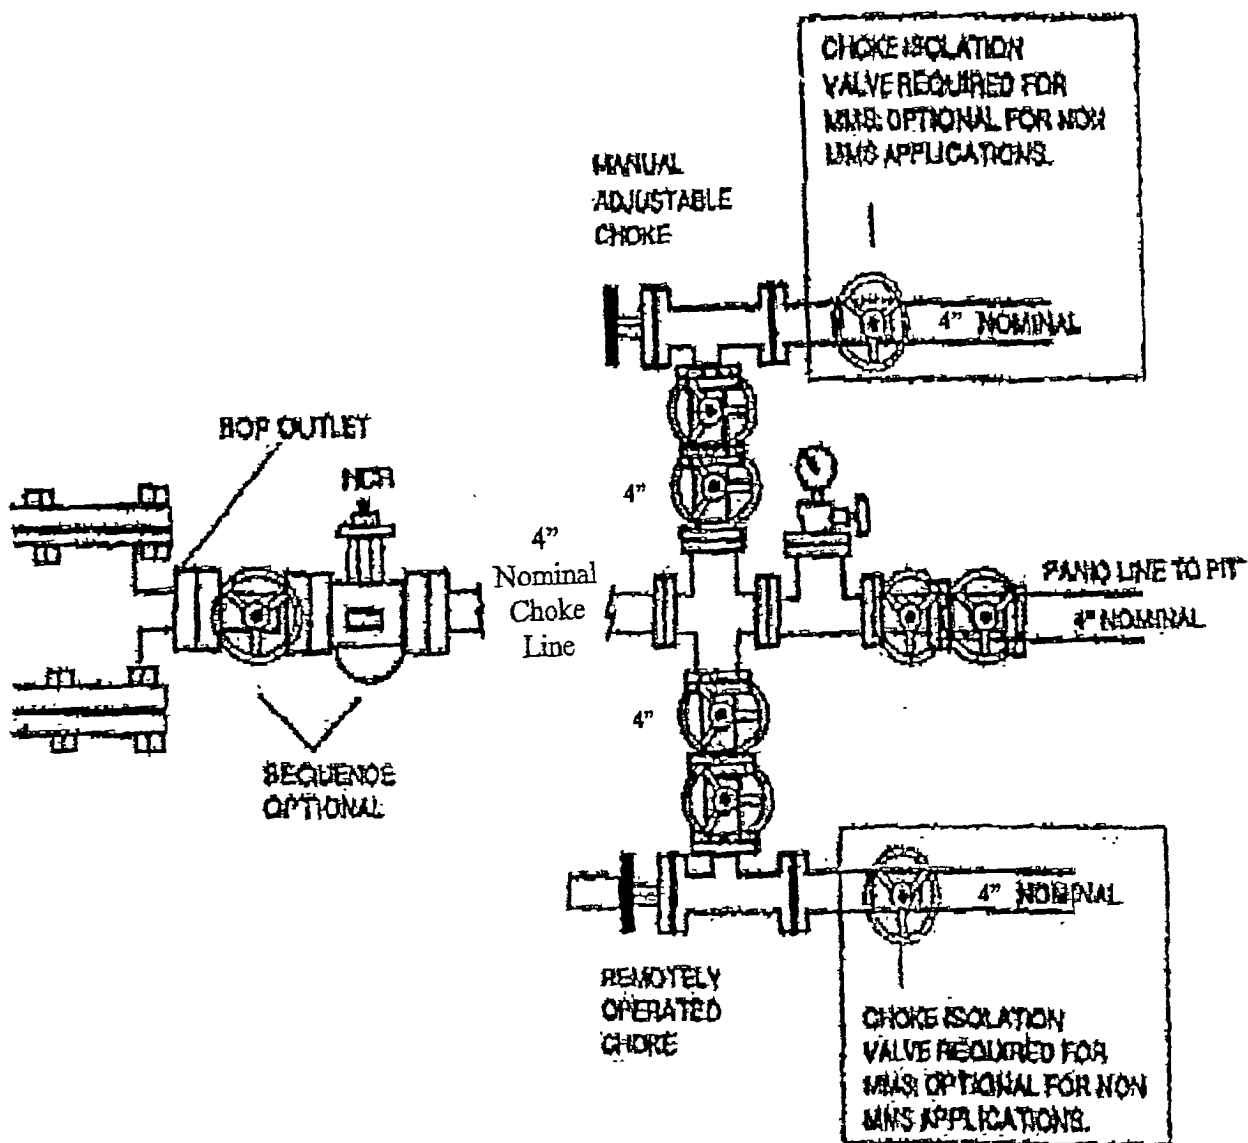 CHOKE ISOLATION
VALVE REQUIRED FOR
MMS: OPTIONAL FOR NON
MMS APPLICATIONS.
MANUAL
ADJUSTABLE
CHOKE
4" NOMINAL
BOP OUTLET
HCR
4"
4"
Nominal
Choke
Line
PANIC LINE TO PIT
4" NOMINAL
4"
SEQUENCE
OPTIONAL
4" NOMINAL
REMOTELY
OPERATED
CHOKE
CHOKE ISOLATION
VALVE REQUIRED FOR
MMS: OPTIONAL FOR NON
MMS APPLICATIONS.